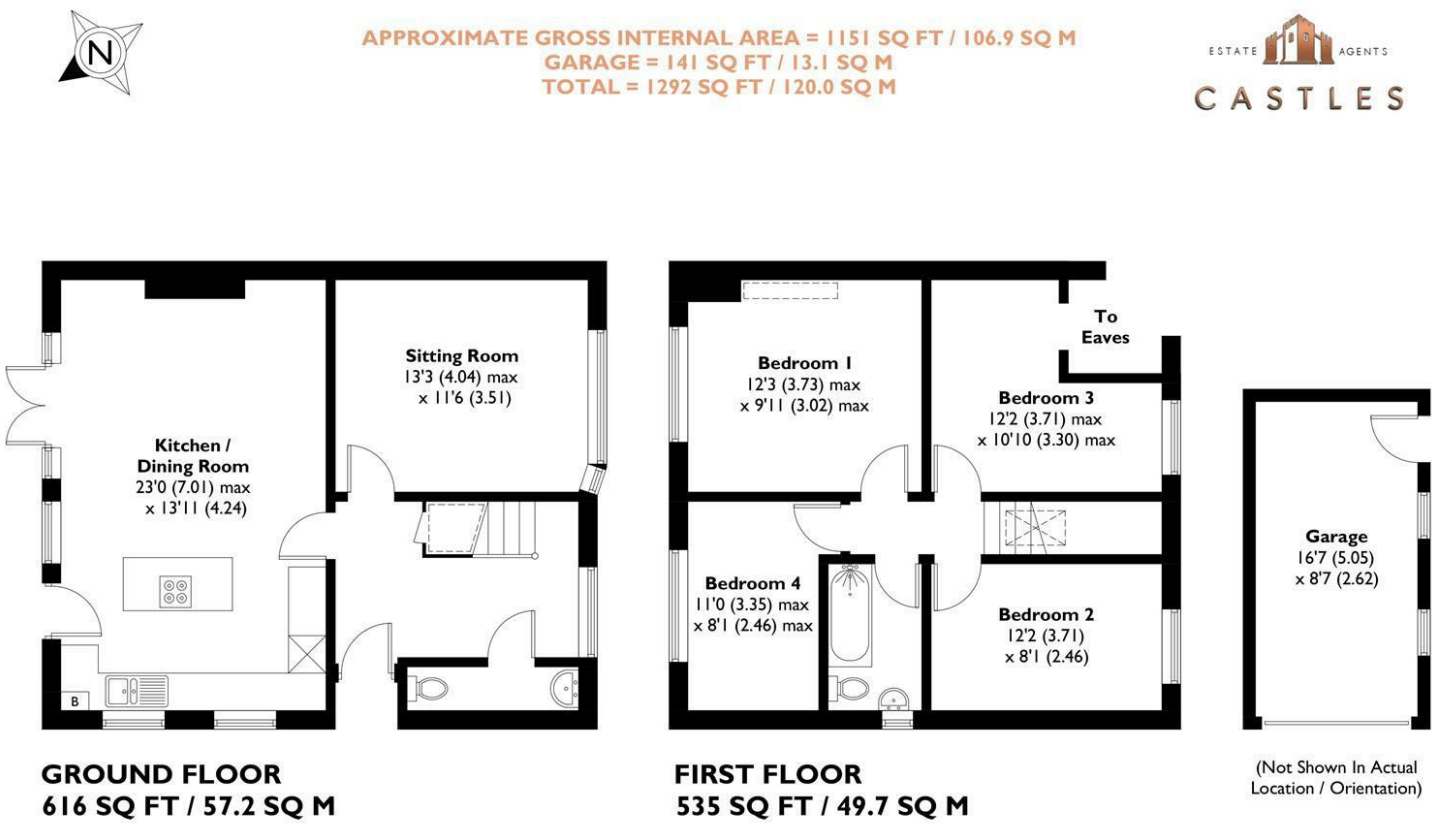 N
APPROXIMATE GROSS INTERNAL AREA = 1151 SQ FT / 106.9 SQ M
GARAGE = 141 SQ FT / 13.1 SQ M
TOTAL = 1292 SQ FT / 120.0 SQ M
ESTATE AGENTS
CASTLES
Kitchen /
Dining Room
23'0 (7.01) max
x 13'11 (4.24)
B
Sitting Room
13'3 (4.04) max
x 11'6 (3.51)
Bedroom 1
12'3 (3.73) max
x 9'11 (3.02) max
To
Eaves
Bedroom 3
12'2 (3.71) max
x 10'10 (3.30) max
Bedroom 4
11'0 (3.35) max
x 8'1 (2.46) max
Bedroom 2
12'2 (3.71)
x 8'1 (2.46)
Garage
16'7 (5.05)
x 8'7 (2.62)
GROUND FLOOR
616 SQ FT / 57.2 SQ M
FIRST FLOOR
535 SQ FT / 49.7 SQ M
(Not Shown In Actual
Location / Orientation)